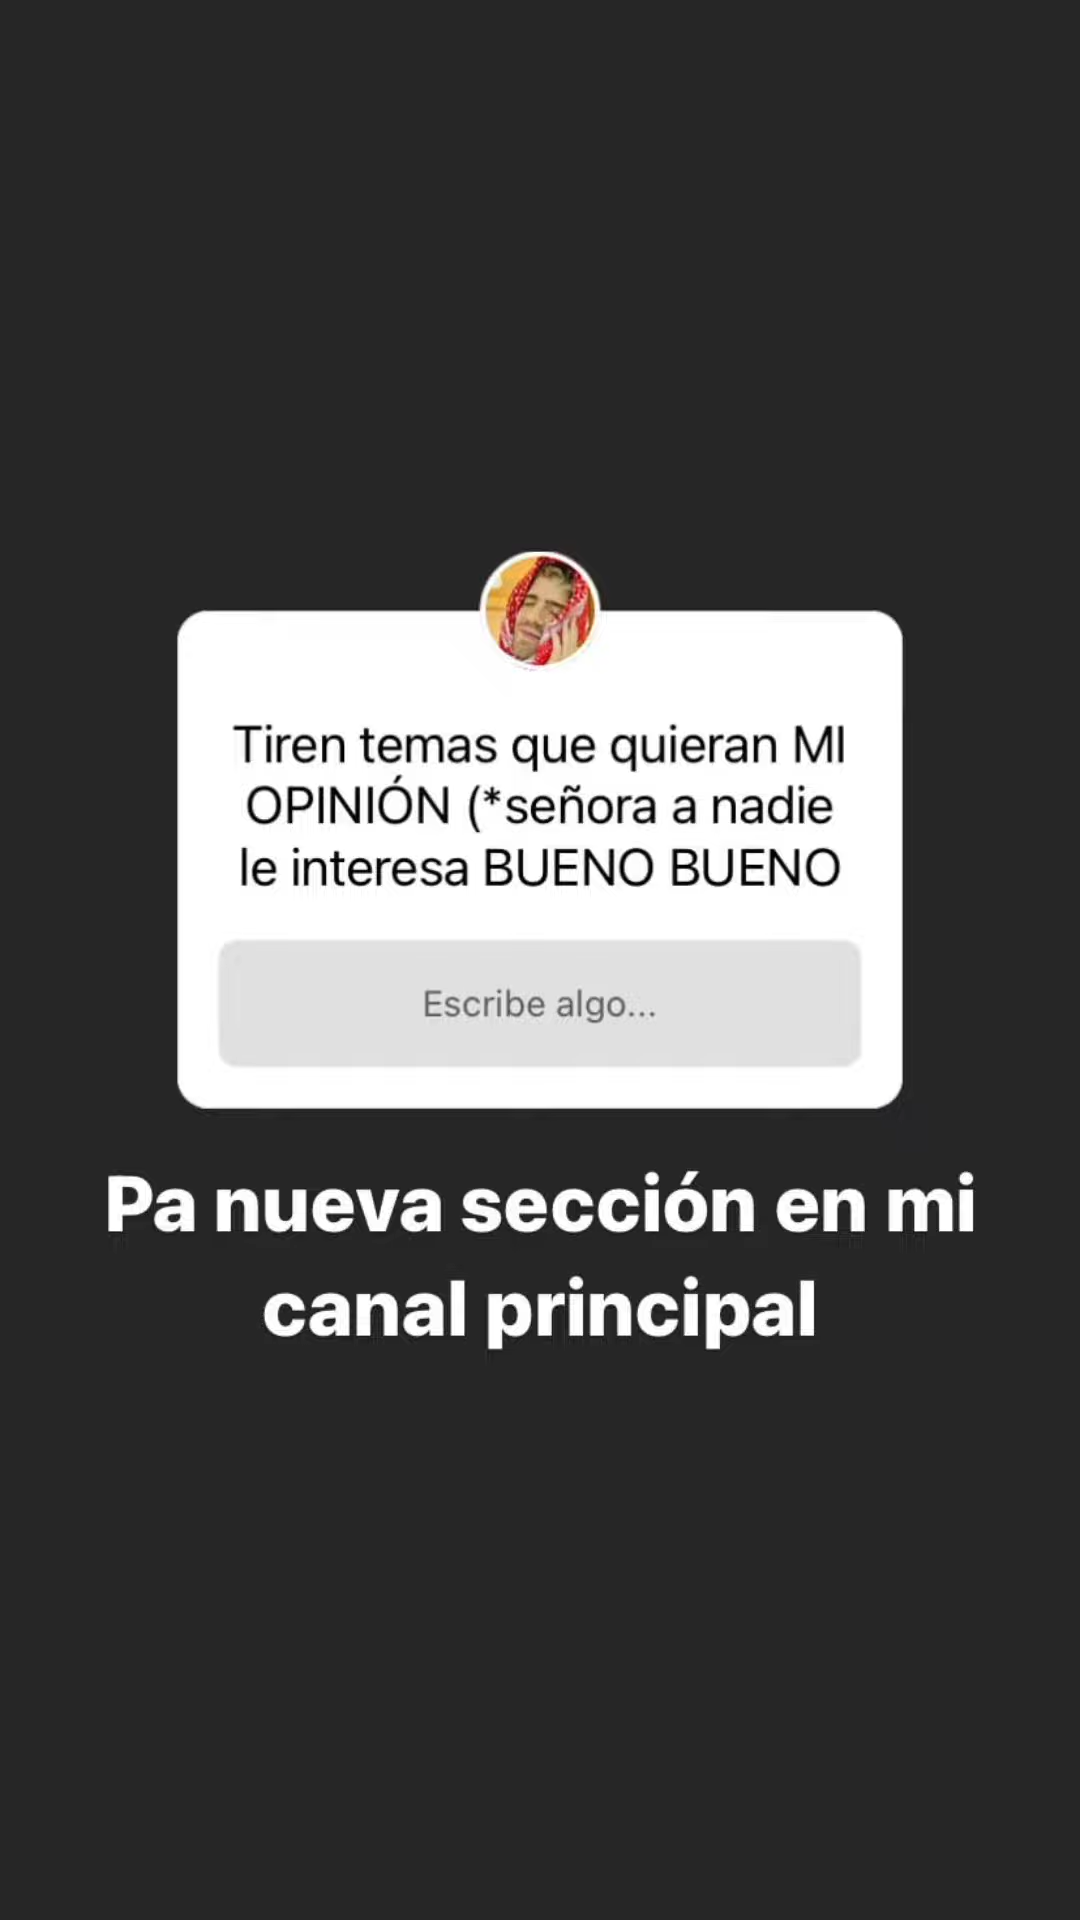 Tiren temas que quieran MI
OPINIÓN (*señora a nadie
le interesa BUENO BUENO
Escribe algo...
Pa nueva sección en mi
canal principal